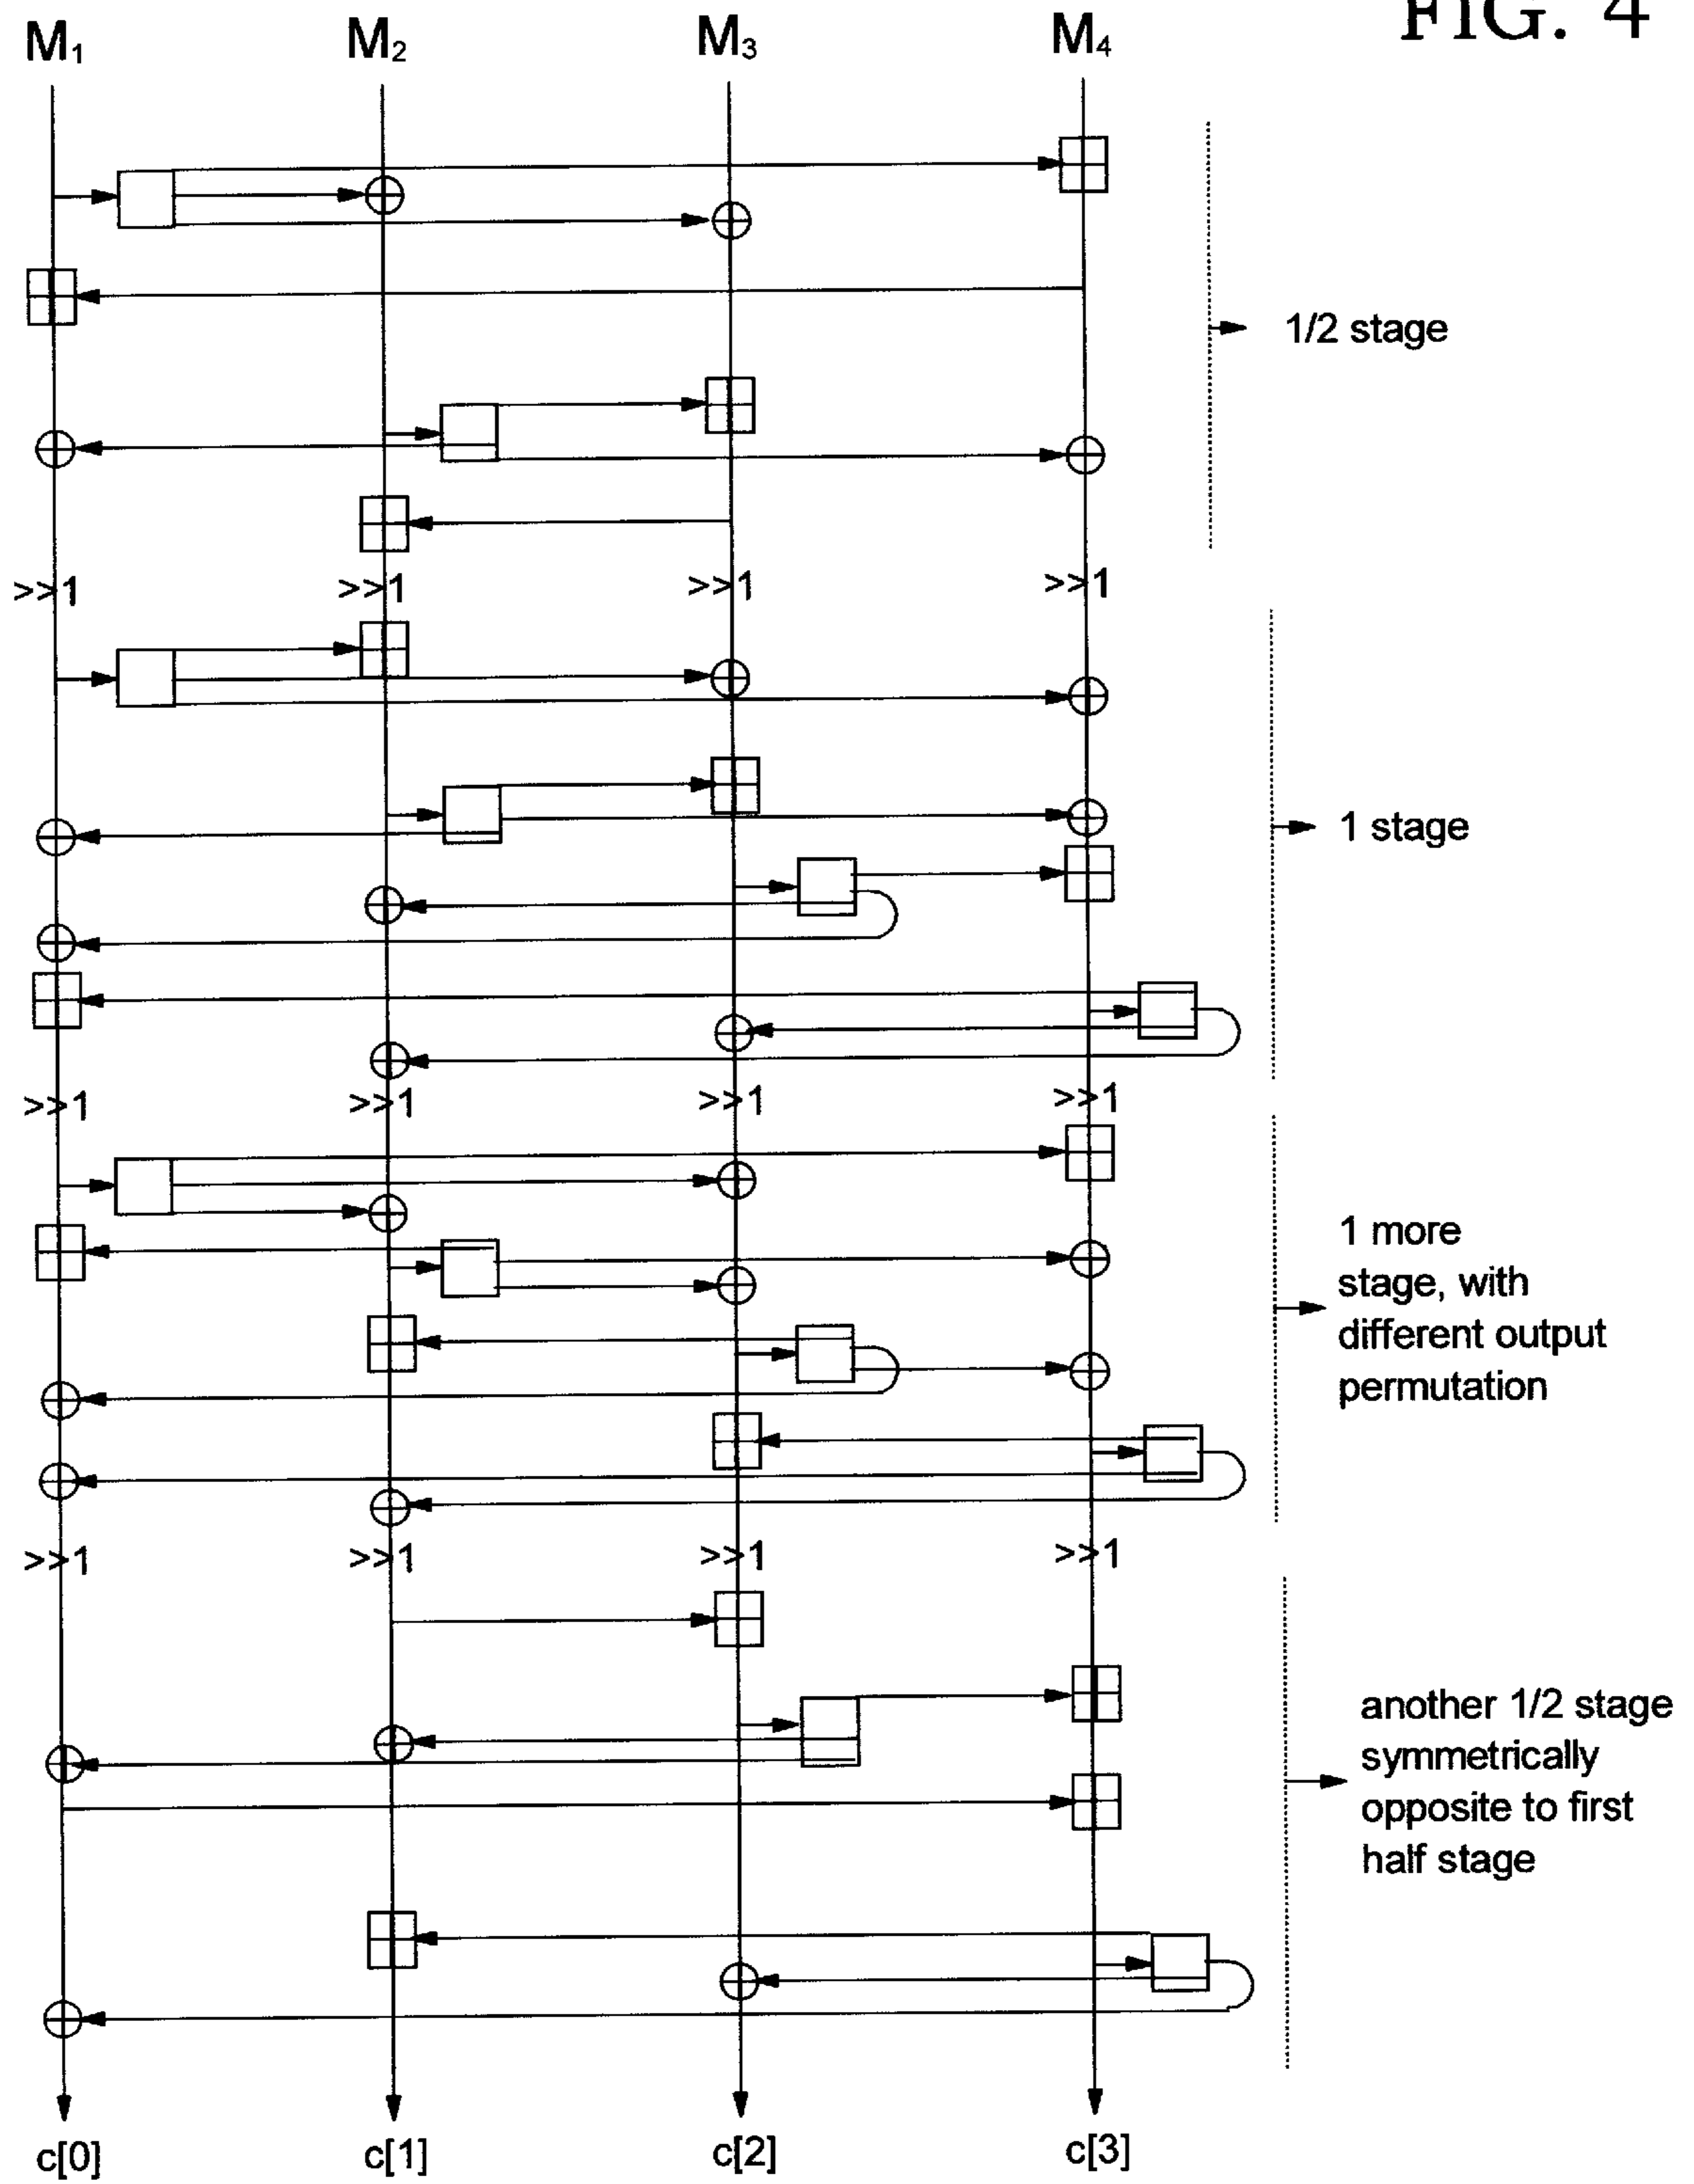 FIG. 4
M₁ M₂ M₃ M₄
1/2 stage
>>1 >>1 >>1 >>1
1 stage
>>1 >>1 >>1 >>1
1 more
stage, with
different output
permutation
>>1 >>1 >>1 >>1
another 1/2 stage
symmetrically
opposite to first
half stage
c[0] c[1] c[2] c[3]